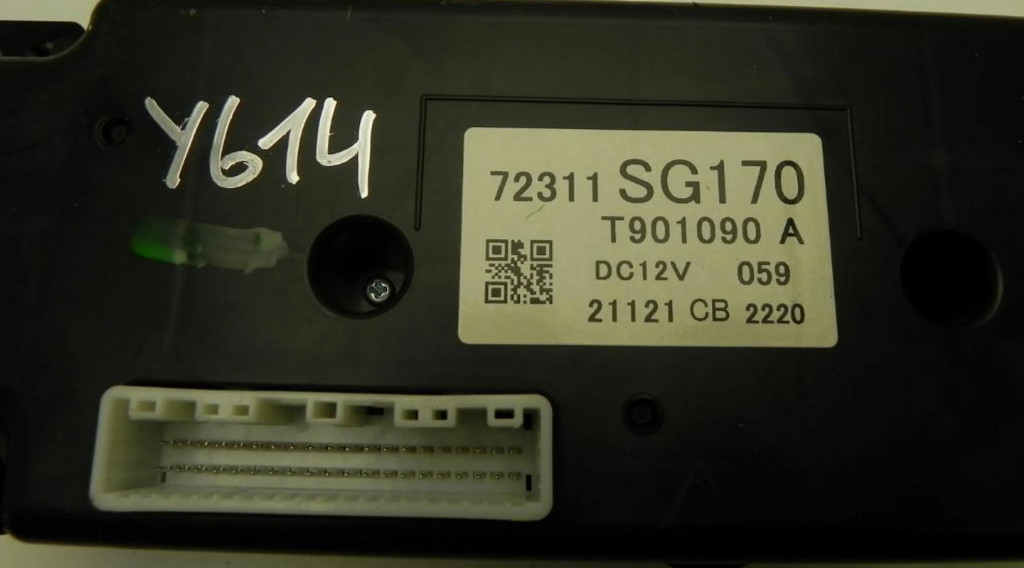 Y614
72311 SG170
T901090 A
DC12V 059
21121 CB 2220